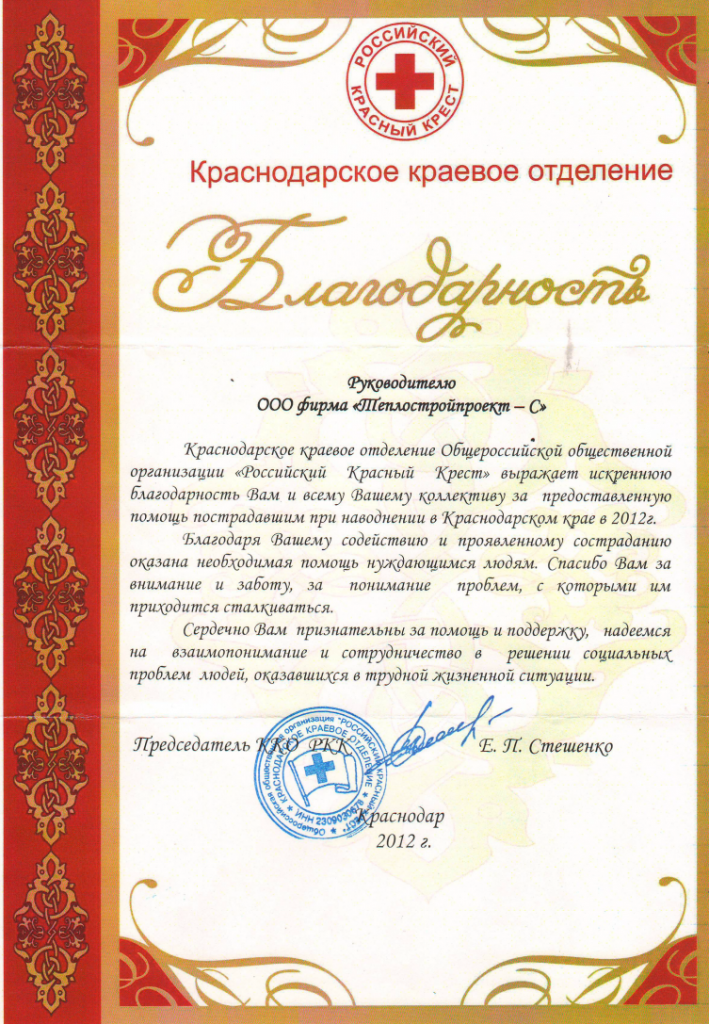 РОССИЙСКИЙ
КРАСНЫЙ КРЕСТ
Краснодарское краевое отделение
Благодарность
Руководителю
ООО фирма «Теплостройпроект – С»
Краснодарское краевое отделение Общероссийской общественной
организации «Российский Красный Крест» выражает искреннюю
благодарность Вам и всему Вашему коллективу за предоставленную
помощь пострадавшим при наводнении в Краснодарском крае в 2012г.
Благодаря Вашему содействию и проявленному состраданию
оказана необходимая помощь нуждающимся людям. Спасибо Вам за
внимание и заботу, за понимание проблем, с которыми им
приходится сталкиваться.
Сердечно Вам признательны за помощь и поддержку, надеемся
на взаимопонимание и сотрудничество в решении социальных
проблем людей, оказавшихся в трудной жизненной ситуации.
Председатель ККО РКК Е. П. Стешенко
Общероссийская общественная организация "РОССИЙСКИЙ КРАСНЫЙ КРЕСТ"
КРАСНОДАРСКОЕ КРАЕВОЕ ОТДЕЛЕНИЕ
ИНН 2309030678
Краснодар
2012 г.